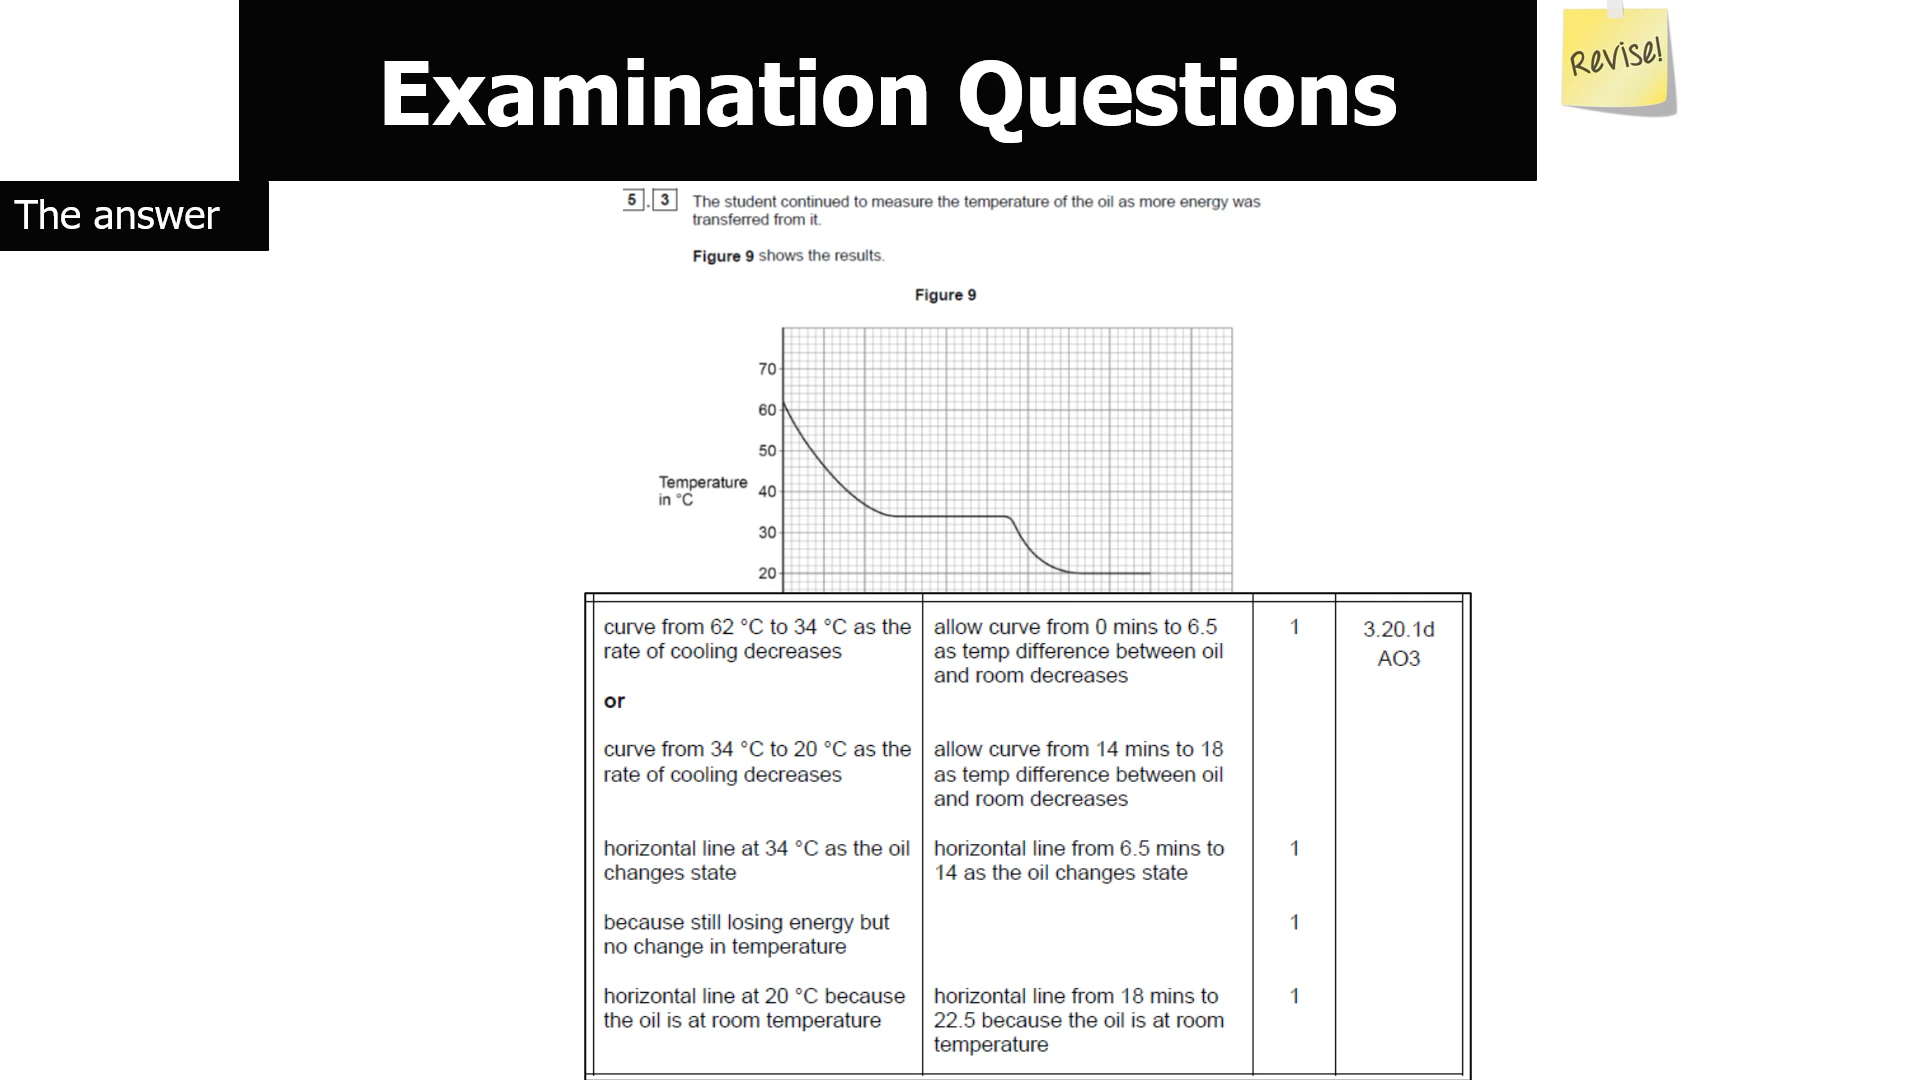 Examination Questions
Revise!
The answer
5 . 3 The student continued to measure the temperature of the oil as more energy was
transferred from it.
Figure 9 shows the results.
Figure 9
70
60
50
Temperature
in °C
40
30
20
curve from 62 °C to 34 °C as the
rate of cooling decreases
allow curve from 0 mins to 6.5
as temp difference between oil
and room decreases
1
3.20.1d
AO3
or
curve from 34 °C to 20 °C as the
rate of cooling decreases
allow curve from 14 mins to 18
as temp difference between oil
and room decreases
horizontal line at 34 °C as the oil
changes state
horizontal line from 6.5 mins to
14 as the oil changes state
1
because still losing energy but
no change in temperature
1
horizontal line at 20 °C because
the oil is at room temperature
horizontal line from 18 mins to
22.5 because the oil is at room
temperature
1